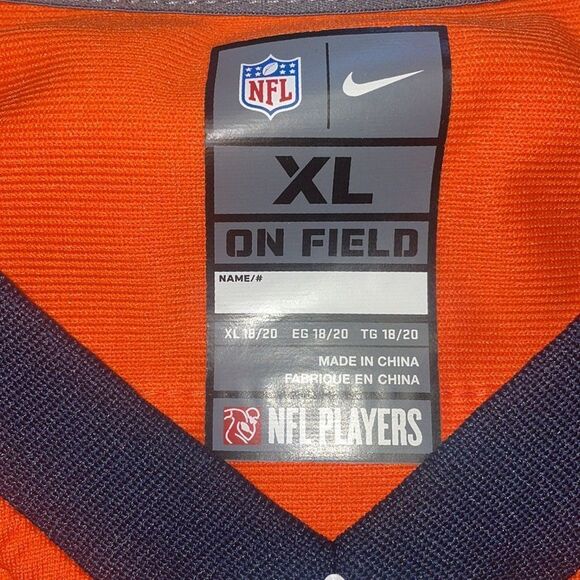 NFL
XL
ON FIELD
NAME/#
XL 18/20 EG 18/20 TG 18/20
MADE IN CHINA
FABRIQUE EN CHINA
NFL PLAYERS